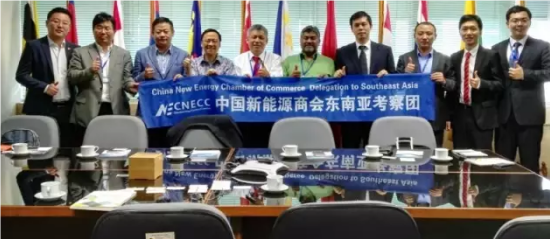 China New Energy Chamber of Commerce Delegation to Southeast Asia
CNECC 中国新能源商会东南亚考察团